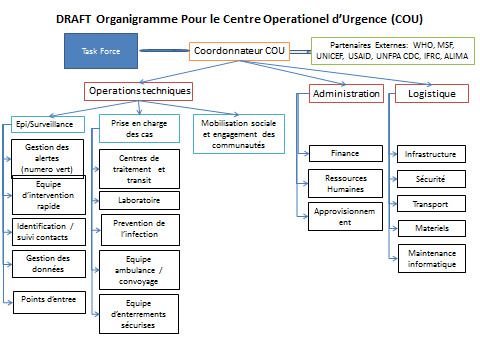 DRAFT Organigramme Pour le Centre Operationel d'Urgence (COU)
Task Force
Coordonnateur COU
Partenaires Externes: WHO, MSF,
UNICEF, USAID, UNFPA CDC, IFRC, ALIMA
Operations techniques
Administration
Logistique
Epi/Surveillance
Prise en charge
des cas
Mobilisation sociale
et engagement des
communautés
Gestion des
alertes
(numero vert)
Equipe
d'intervention
rapide
Identification /
suivi contacts
Gestion des
données
Points d'entree
Centres de
traitement et
transit
Laboratoire
Prevention de
l'infection
Equipe
ambulance /
convoyage
Equipe
d'enterrements
sécurises
Finance
Ressources
Humaines
Approvisionnem
ent
Infrastructure
Sécurité
Transport
Materiels
Maintenance
informatique